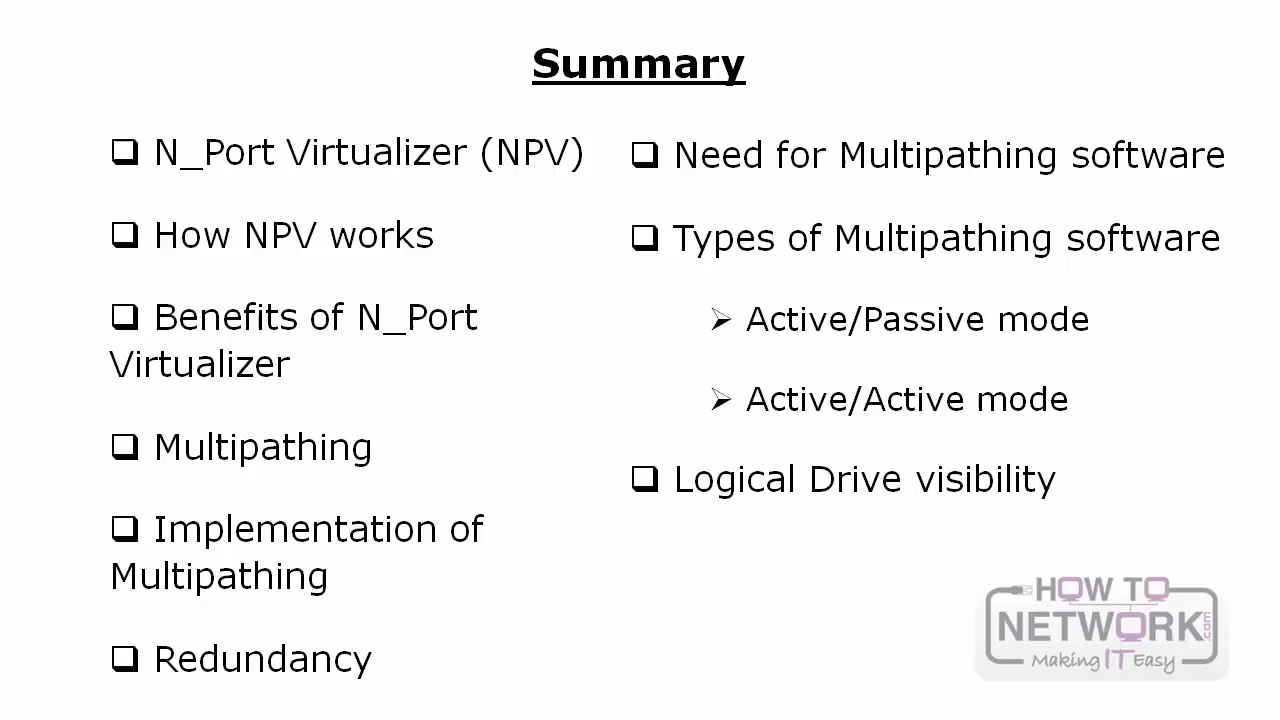 Summary
N_Port Virtualizer (NPV)
How NPV works
Benefits of N_Port
Virtualizer
Multipathing
Implementation of
Multipathing
Redundancy
Need for Multipathing software
Types of Multipathing software
Active/Passive mode
Active/Active mode
Logical Drive visibility
HOW TO
NETWORK.com
Making IT Easy